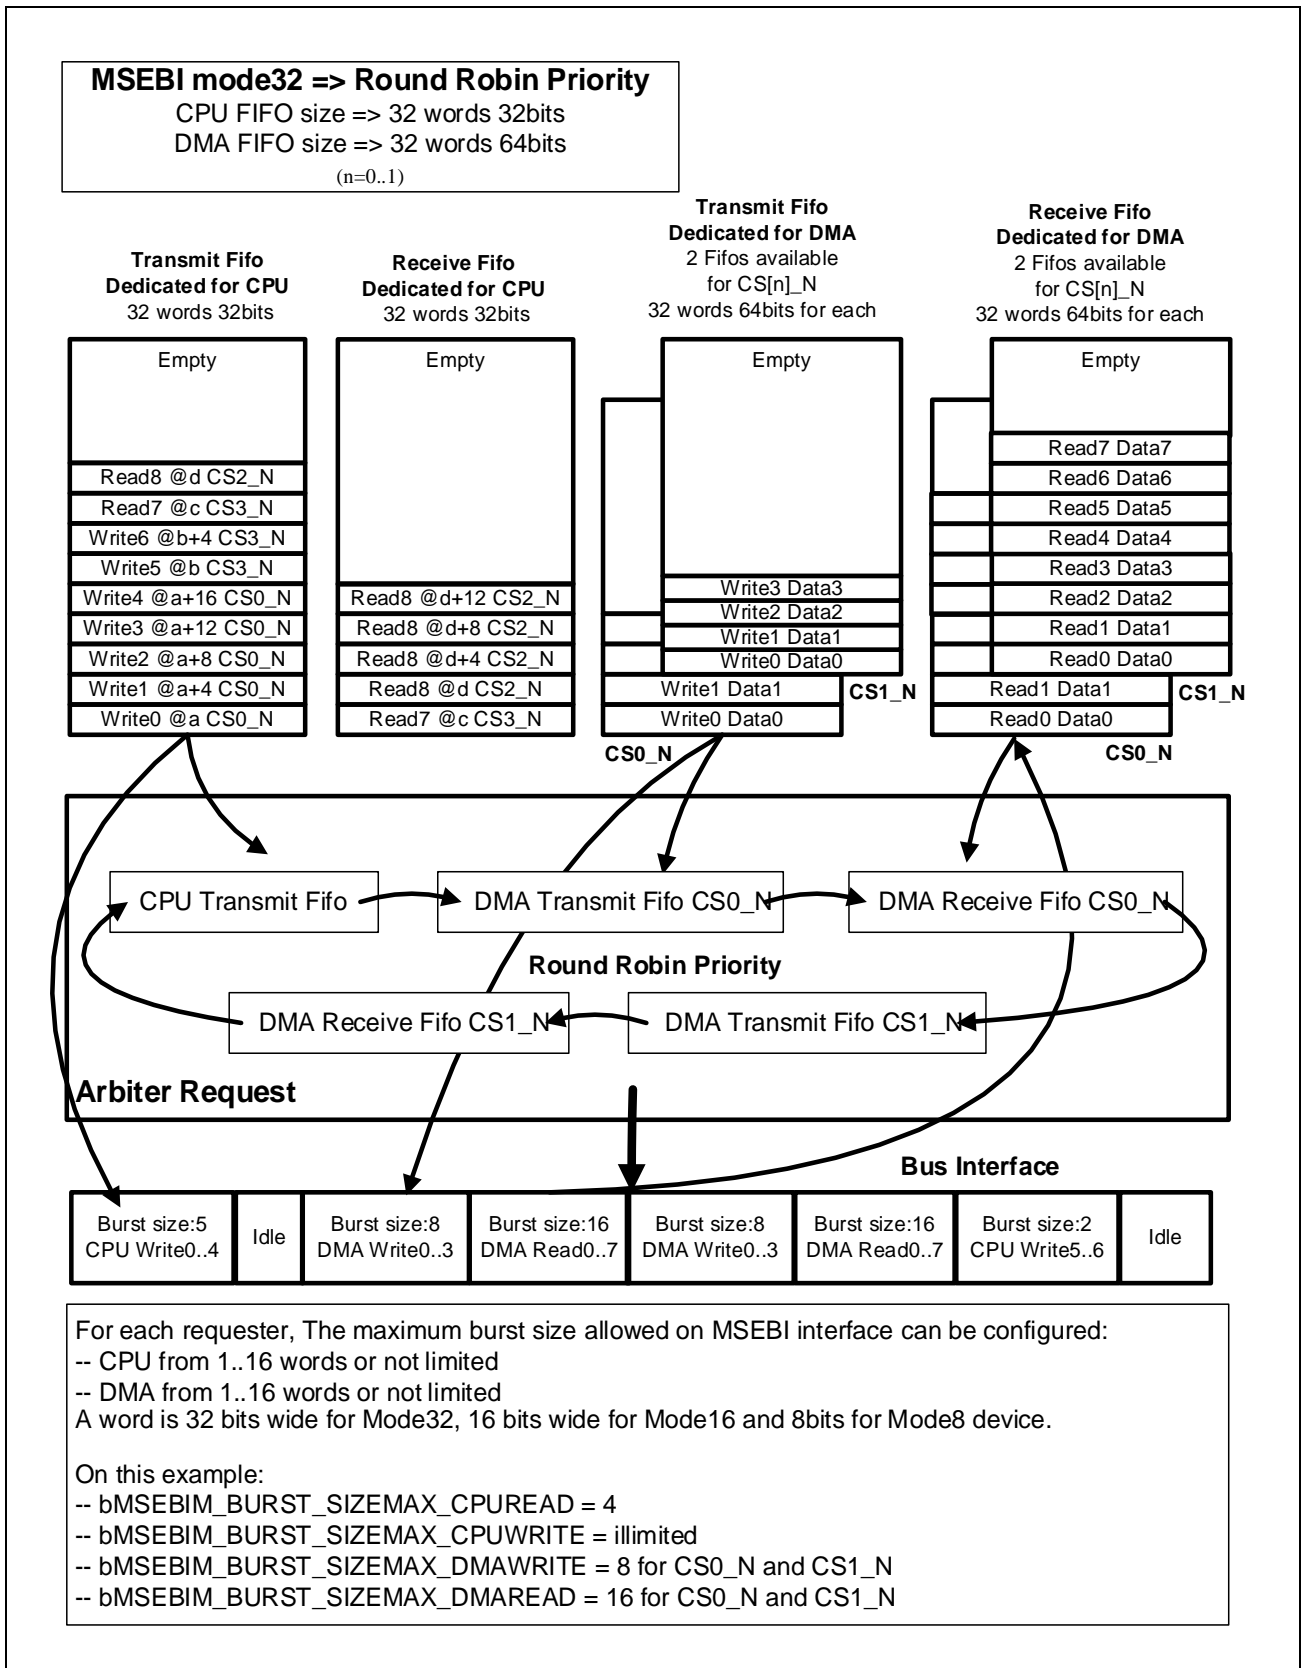 MSEBI mode32 => Round Robin Priority
CPU FIFO size => 32 words 32bits
DMA FIFO size => 32 words 64bits
(n=0..1)
Transmit Fifo
Dedicated for CPU
32 words 32bits
Receive Fifo
Dedicated for CPU
32 words 32bits
Transmit Fifo
Dedicated for DMA
2 Fifos available
for CS[n]_N
32 words 64bits for each
Receive Fifo
Dedicated for DMA
2 Fifos available
for CS[n]_N
32 words 64bits for each
Empty
Read8 @d CS2_N
Read7 @c CS3_N
Write6 @b+4 CS3_N
Write5 @b CS3_N
Write4 @a+16 CS0_N
Write3 @a+12 CS0_N
Write2 @a+8 CS0_N
Write1 @a+4 CS0_N
Write0 @a CS0_N
Empty
Read8 @d+12 CS2_N
Read8 @d+8 CS2_N
Read8 @d+4 CS2_N
Read8 @d CS2_N
Read7 @c CS3_N
Empty
Write3 Data3
Write2 Data2
Write1 Data1
Write0 Data0
Write1 Data1
Write0 Data0
CS1_N
CS0_N
Empty
Read7 Data7
Read6 Data6
Read5 Data5
Read4 Data4
Read3 Data3
Read2 Data2
Read1 Data1
Read0 Data0
Read1 Data1
Read0 Data0
CS1_N
CS0_N
CPU Transmit Fifo
DMA Transmit Fifo CS0_N
DMA Receive Fifo CS0_N
Round Robin Priority
DMA Receive Fifo CS1_N
DMA Transmit Fifo CS1_N
Arbiter Request
Bus Interface
Burst size:5
CPU Write0..4
Idle
Burst size:8
DMA Write0..3
Burst size:16
DMA Read0..7
Burst size:8
DMA Write0..3
Burst size:16
DMA Read0..7
Burst size:2
CPU Write5..6
Idle
For each requester, The maximum burst size allowed on MSEBI interface can be configured:
-- CPU from 1..16 words or not limited
-- DMA from 1..16 words or not limited
A word is 32 bits wide for Mode32, 16 bits wide for Mode16 and 8bits for Mode8 device.
On this example:
-- bMSEBIM_BURST_SIZEMAX_CPUREAD = 4
-- bMSEBIM_BURST_SIZEMAX_CPUWRITE = illimited
-- bMSEBIM_BURST_SIZEMAX_DMAWRITE = 8 for CS0_N and CS1_N
-- bMSEBIM_BURST_SIZEMAX_DMAREAD = 16 for CS0_N and CS1_N